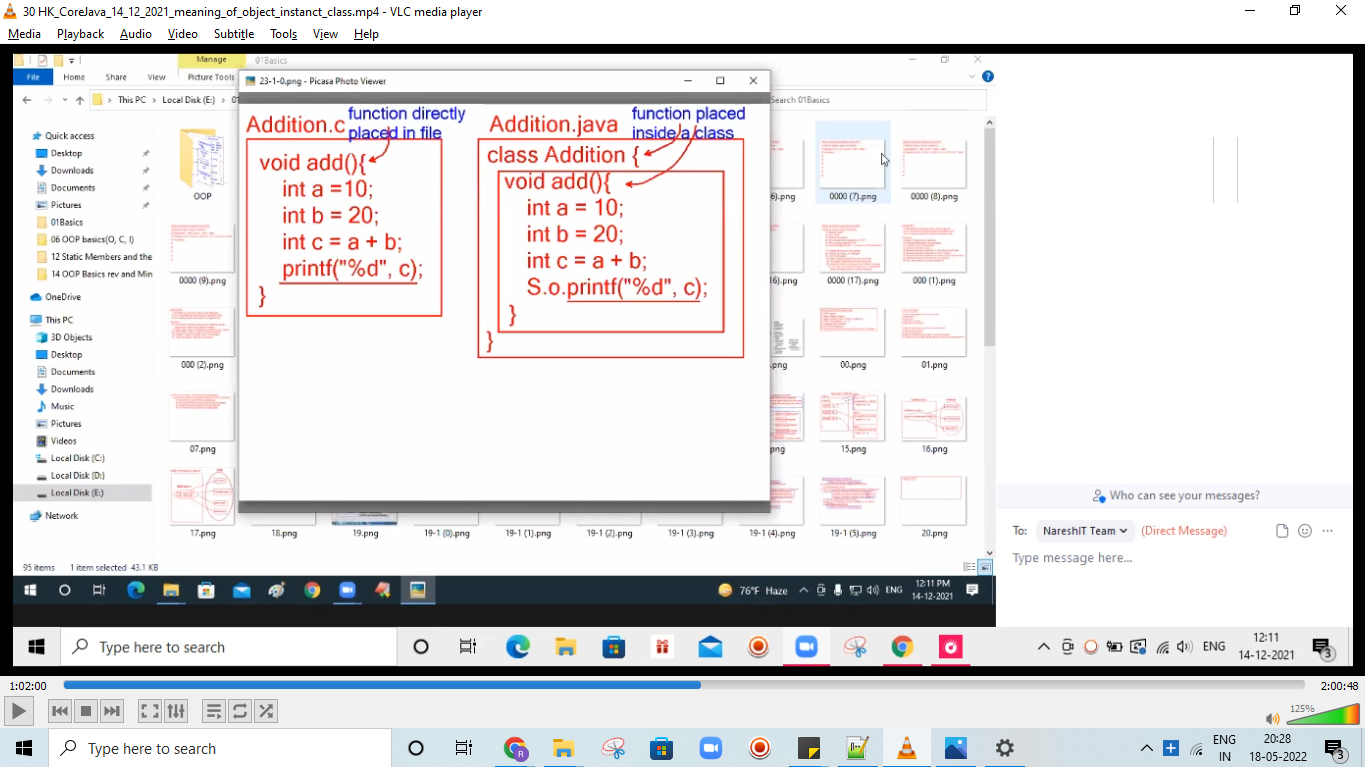 30 HK_CoreJava_14_12_2021_meaning_of_object_instanct_class.mp4 - VLC media player
Media Playback Audio Video Subtitle Tools View Help
Manage 01Basics
File Home Share View Picture Tools
23-1-0.png - Picasa Photo Viewer
This PC Local Disk (E:)
Search 01Basics
Quick access
Desktop
Downloads
Documents
Pictures
01Basics
06 OOP basics(O, C, I)
12 Static Members and the
14 OOP Basics rev and Min
OneDrive
This PC
3D Objects
Desktop
Documents
Downloads
Music
Pictures
Videos
Local Disk (C:)
Local Disk (D:)
Local Disk (E:)
Network
OOP
0000 (9).png
000 (2).png
07.png
17.png 18.png 19.png 19-1 (0).png 19-1 (1).png 19-1 (2).png 19-1 (3).png 19-1 (4).png 19-1 (5).png 20.png
Addition.c
function directly
placed in file
void add(){
int a =10;
int b = 20;
int c = a + b;
printf("%d", c);
}
Addition.java
function placed
inside a class
class Addition {
void add(){
int a = 10;
int b = 20;
int c = a + b;
S.o.printf("%d", c);
}
}
6).png 0000 (7).png 0000 (8).png
16).png 0000 (17).png 000 (1).png
.png 00.png 01.png
.png 15.png 16.png
95 items 1 item selected 43.1 KB
76°F Haze ENG 12:11 PM
14-12-2021
Who can see your messages?
To: NareshIT Team (Direct Message)
Type message here...
Type here to search
ENG 12:11
14-12-2021
3
1:02:00 2:00:48
125%
Type here to search
ENG
IN
20:28
18-05-2022
3